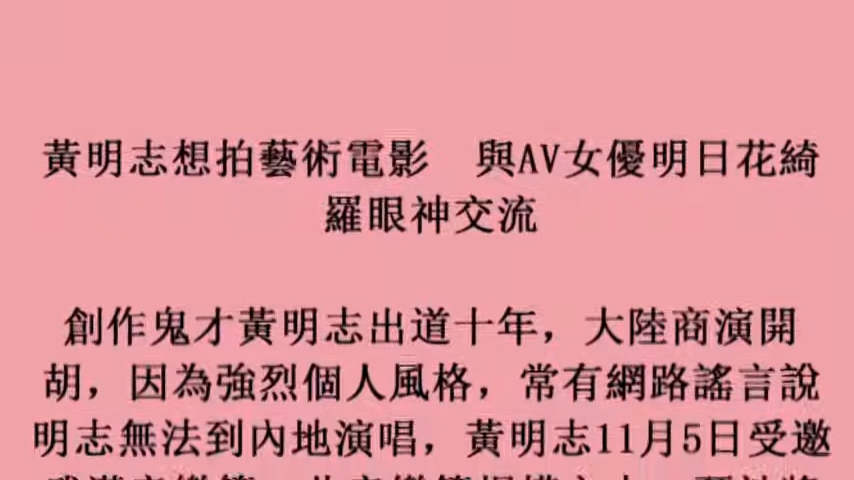 黃明志想拍藝術電影　與AV女優明日花綺
羅眼神交流
創作鬼才黃明志出道十年，大陸商演開
胡，因為強烈個人風格，常有網路謠言說
明志無法到內地演唱，黃明志11月5日受邀